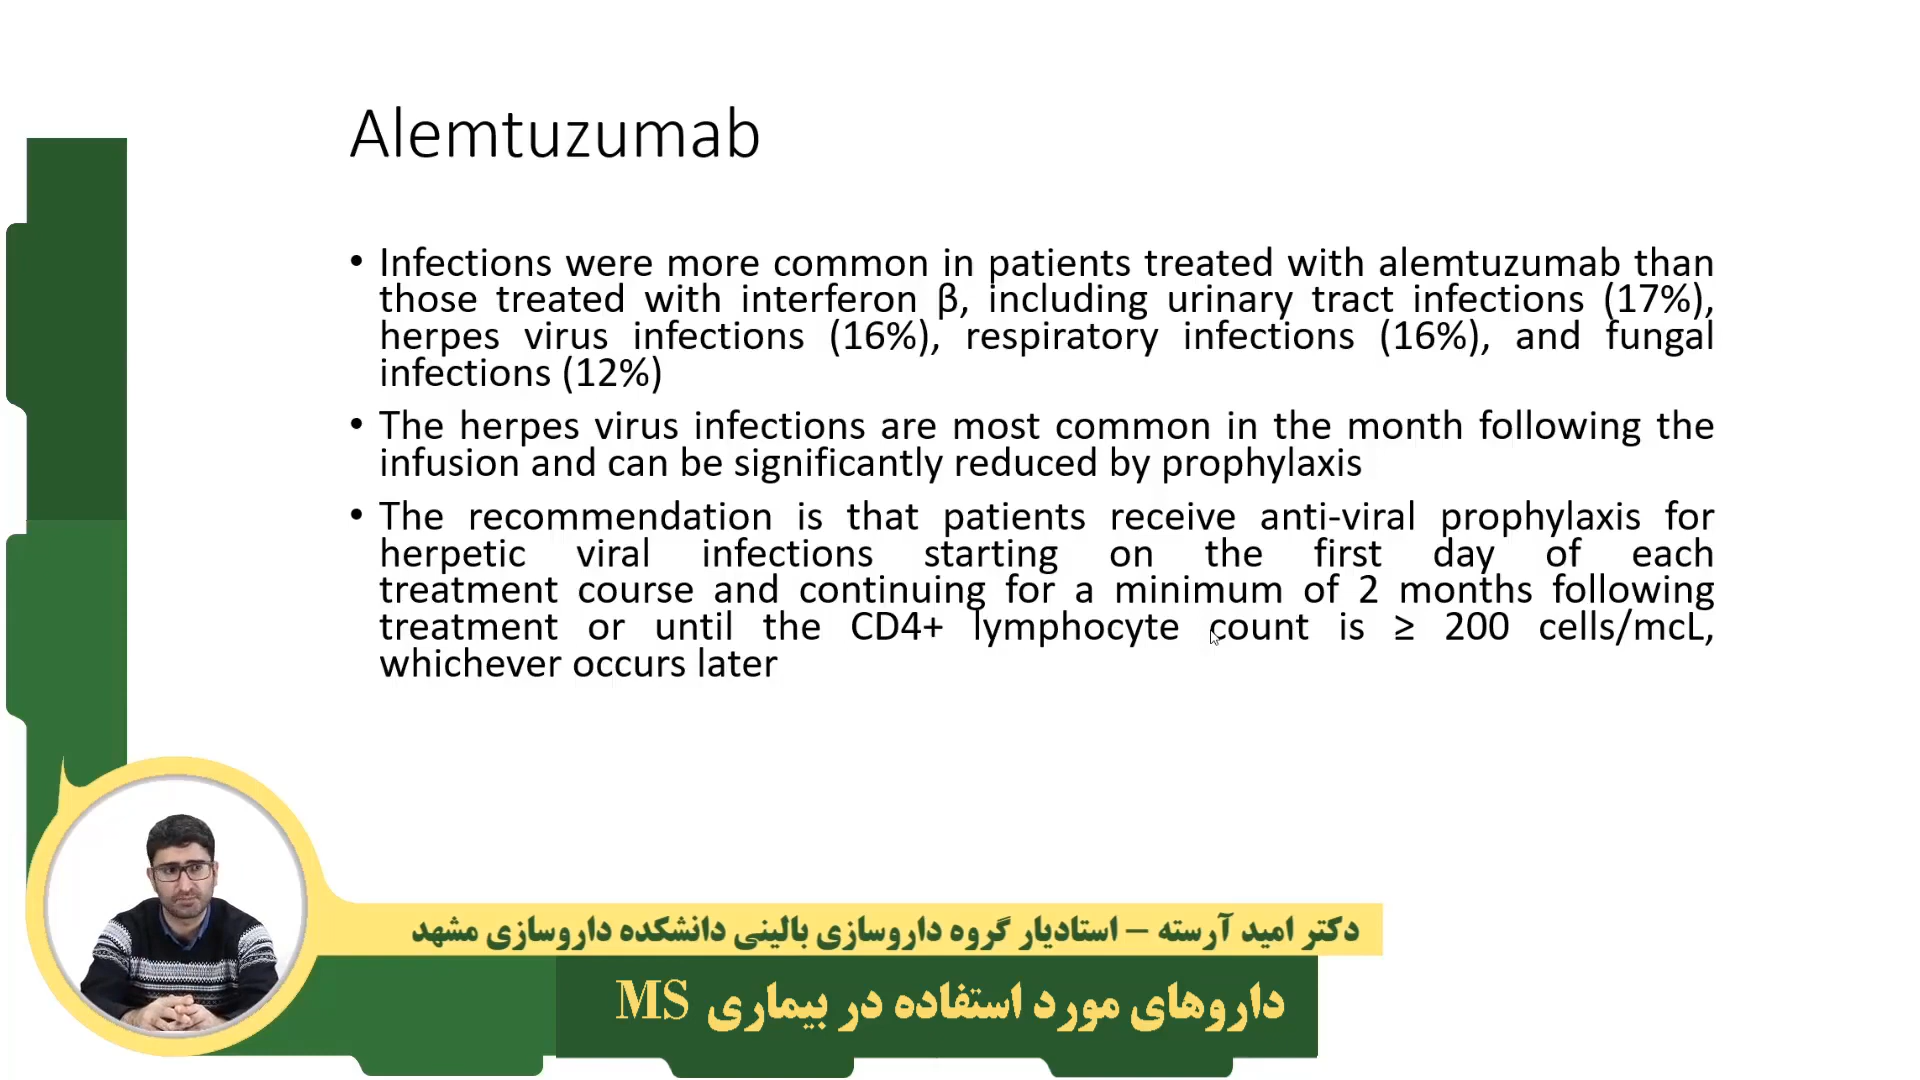 Alemtuzumab
• Infections were more common in patients treated with alemtuzumab than
those treated with interferon β, including urinary tract infections (17%),
herpes virus infections (16%), respiratory infections (16%), and fungal
infections (12%)
• The herpes virus infections are most common in the month following the
infusion and can be significantly reduced by prophylaxis
• The recommendation is that patients receive anti-viral prophylaxis for
herpetic viral infections starting on the first day of each
treatment course and continuing for a minimum of 2 months following
treatment or until the CD4+ lymphocyte count is ≥ 200 cells/mcL,
whichever occurs later
دکتر امید آرسته – استادیار گروه داروسازی بالینی دانشکده داروسازی مشهد
داروهای مورد استفاده در بیماری MS